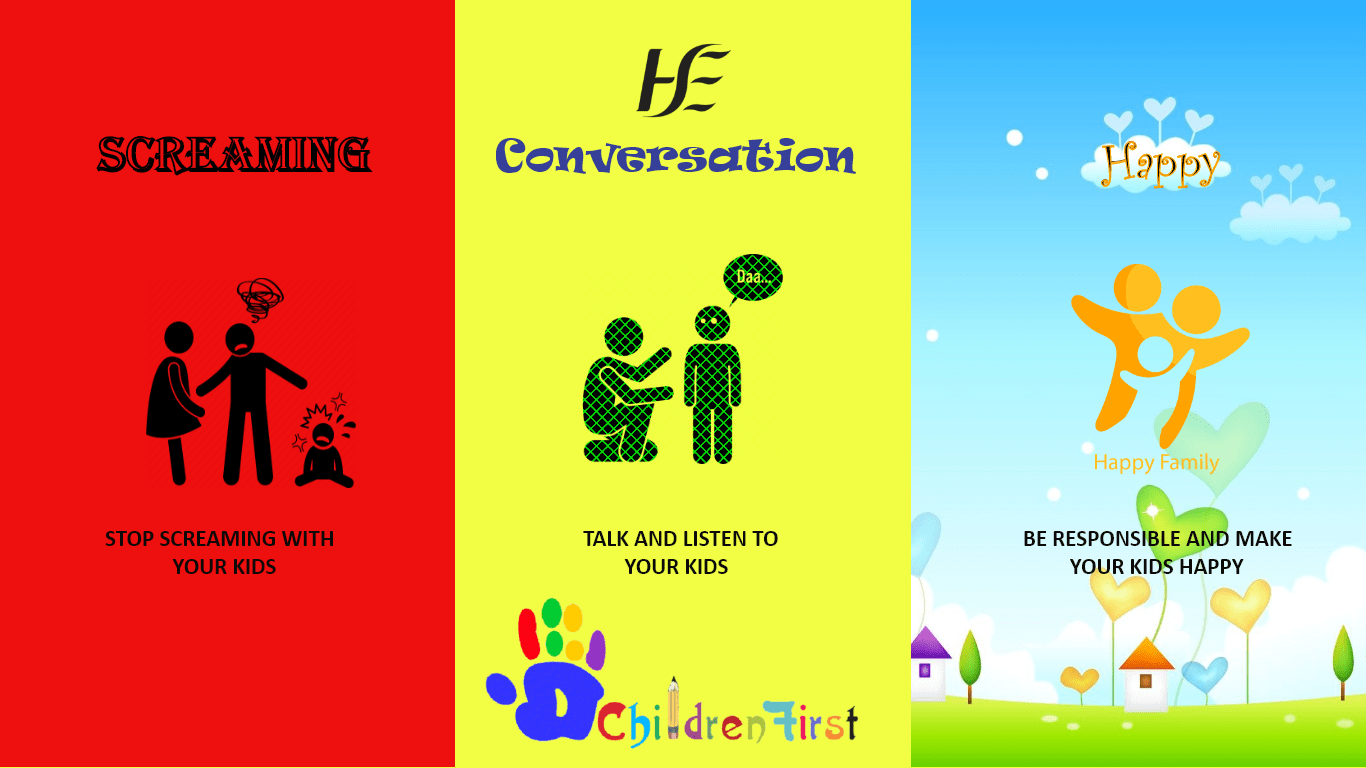 SCREAMING
STOP SCREAMING WITH
YOUR KIDS
HSE
Conversation
Daa...
TALK AND LISTEN TO
YOUR KIDS
Children First
Happy
Happy Family
BE RESPONSIBLE AND MAKE
YOUR KIDS HAPPY